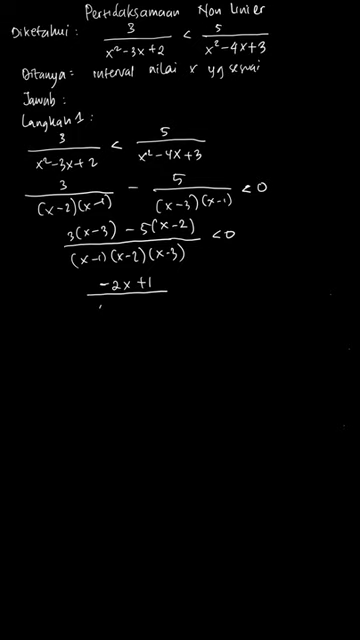 Pertidaksamaan Non Linier
Diketahui: 3/(x²-3x+2) < 5/(x²-4x+3)
Ditanya = interval nilai x yg sesuai
Jawab:
Langkah 1:
3/(x²-3x+2) < 5/(x²-4x+3)
3/((x-2)(x-1)) - 5/((x-3)(x-1)) < 0
(3(x-3) - 5(x-2))/((x-1)(x-2)(x-3)) < 0
-2x+1